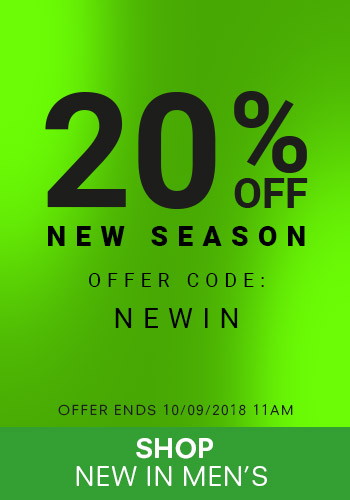 20%
OFF
NEW SEASON
OFFER CODE:
NEWIN
OFFER ENDS 10/09/2018 11AM
SHOP
NEW IN MEN'S